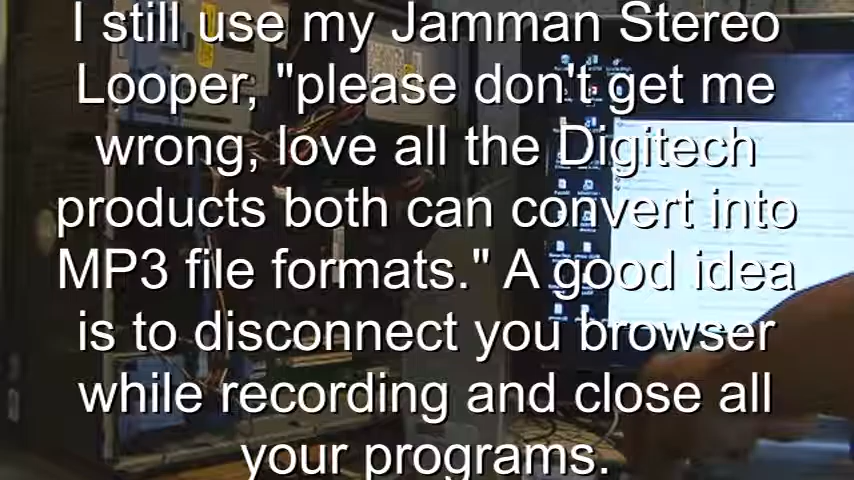 I still use my Jamman Stereo
Looper, "please don't get me
wrong, love all the Digitech
products both can convert into
MP3 file formats." A good idea
is to disconnect you browser
while recording and close all
your programs.